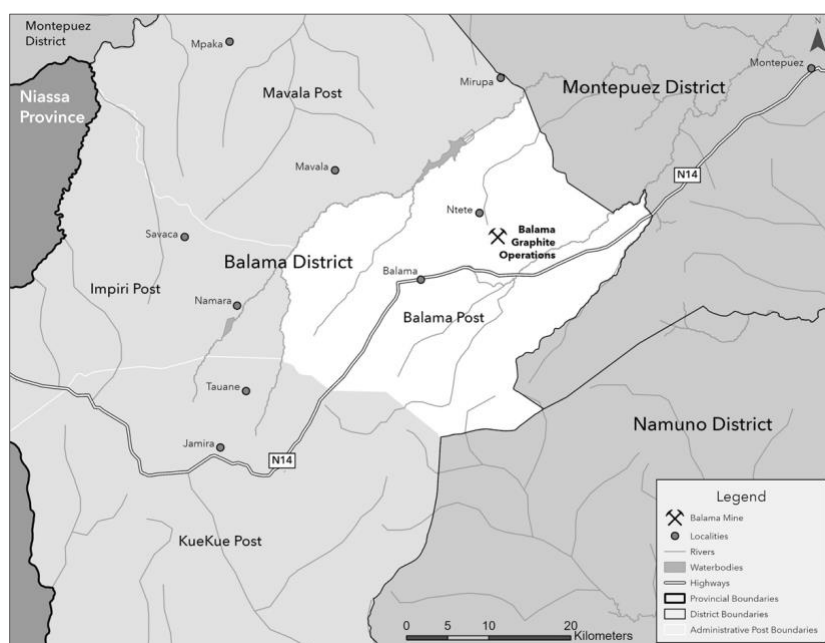 Montepuez
District
Mpaka
N
Montepuez
Mirupa
Niassa
Province
Mavala Post
Montepuez District
Mavala
N14
Ntete
Savaca
Balama
Graphite
Operations
Balama District
Balama
Impiri Post
Namara
Balama Post
Tauane
Namuno District
Jamira
N14
KueKue Post
Legend
Balama Mine
Localities
Rivers
Waterbodies
Highways
Provincial Boundaries
District Boundaries
Administrative Post Boundaries
0 5 10 20
Kilometers